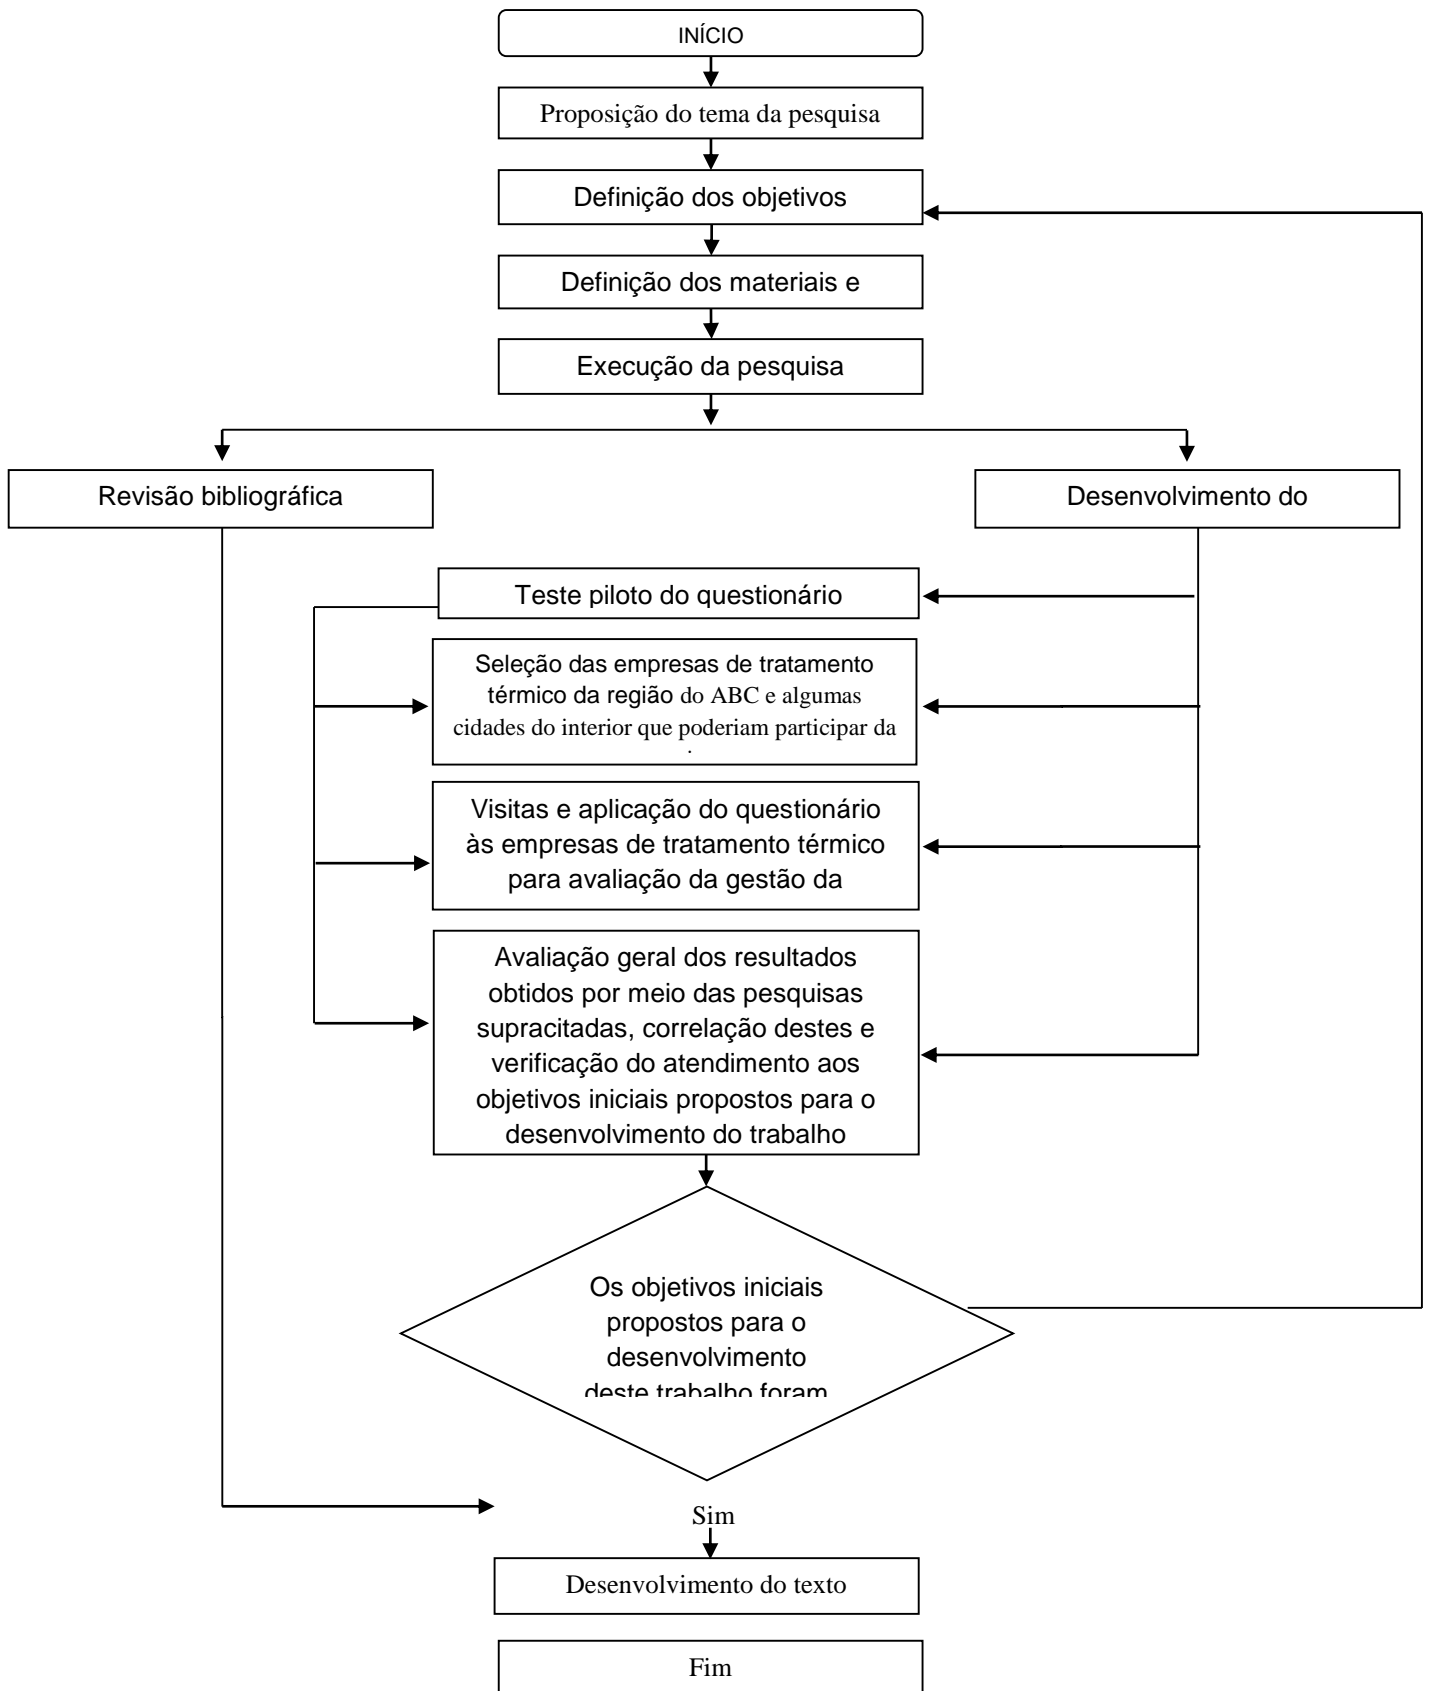 INÍCIO
Proposição do tema da pesquisa
Definição dos objetivos
Definição dos materiais e
Execução da pesquisa
Revisão bibliográfica
Desenvolvimento do
Teste piloto do questionário
Seleção das empresas de tratamento
térmico da região do ABC e algumas
cidades do interior que poderiam participar da
Visitas e aplicação do questionário
às empresas de tratamento térmico
para avaliação da gestão da
Avaliação geral dos resultados
obtidos por meio das pesquisas
supracitadas, correlação destes e
verificação do atendimento aos
objetivos iniciais propostos para o
desenvolvimento do trabalho
Os objetivos iniciais
propostos para o
desenvolvimento
deste trabalho foram
Sim
Desenvolvimento do texto
Fim